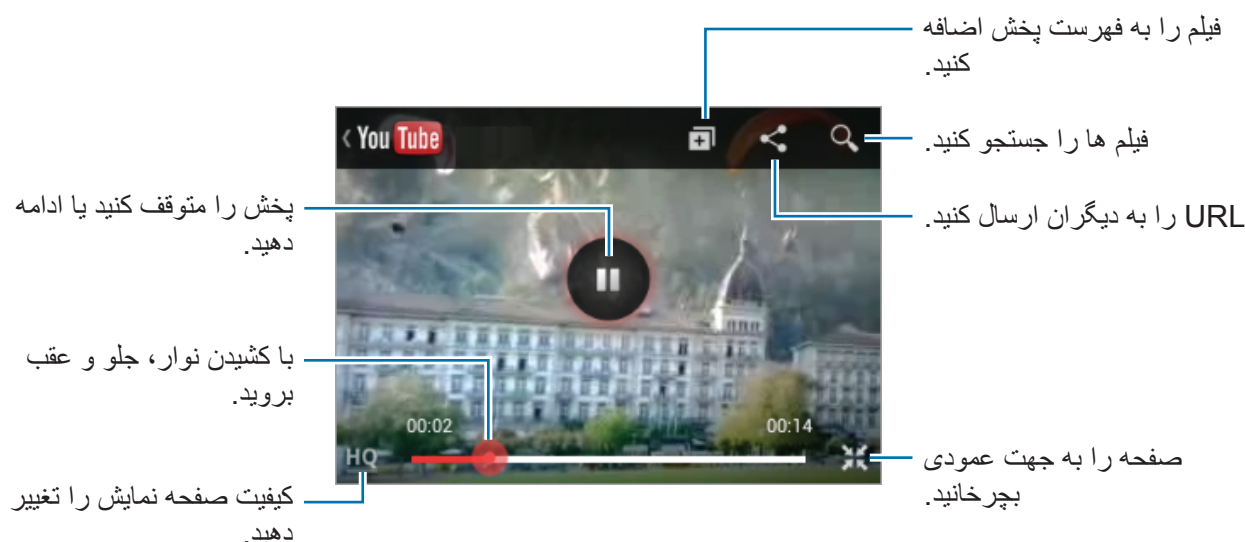 فیلم را به فهرست پخش اضافه
کنید.
You Tube
فیلم ها را جستجو کنید.
URL را به دیگران ارسال کنید.
پخش را متوقف کنید یا ادامه
دهید.
با کشیدن نوار، جلو و عقب
بروید.
00:02
00:14
HQ
صفحه را به جهت عمودی
بچرخانید.
کیفیت صفحه نمایش را تغییر
دهید.